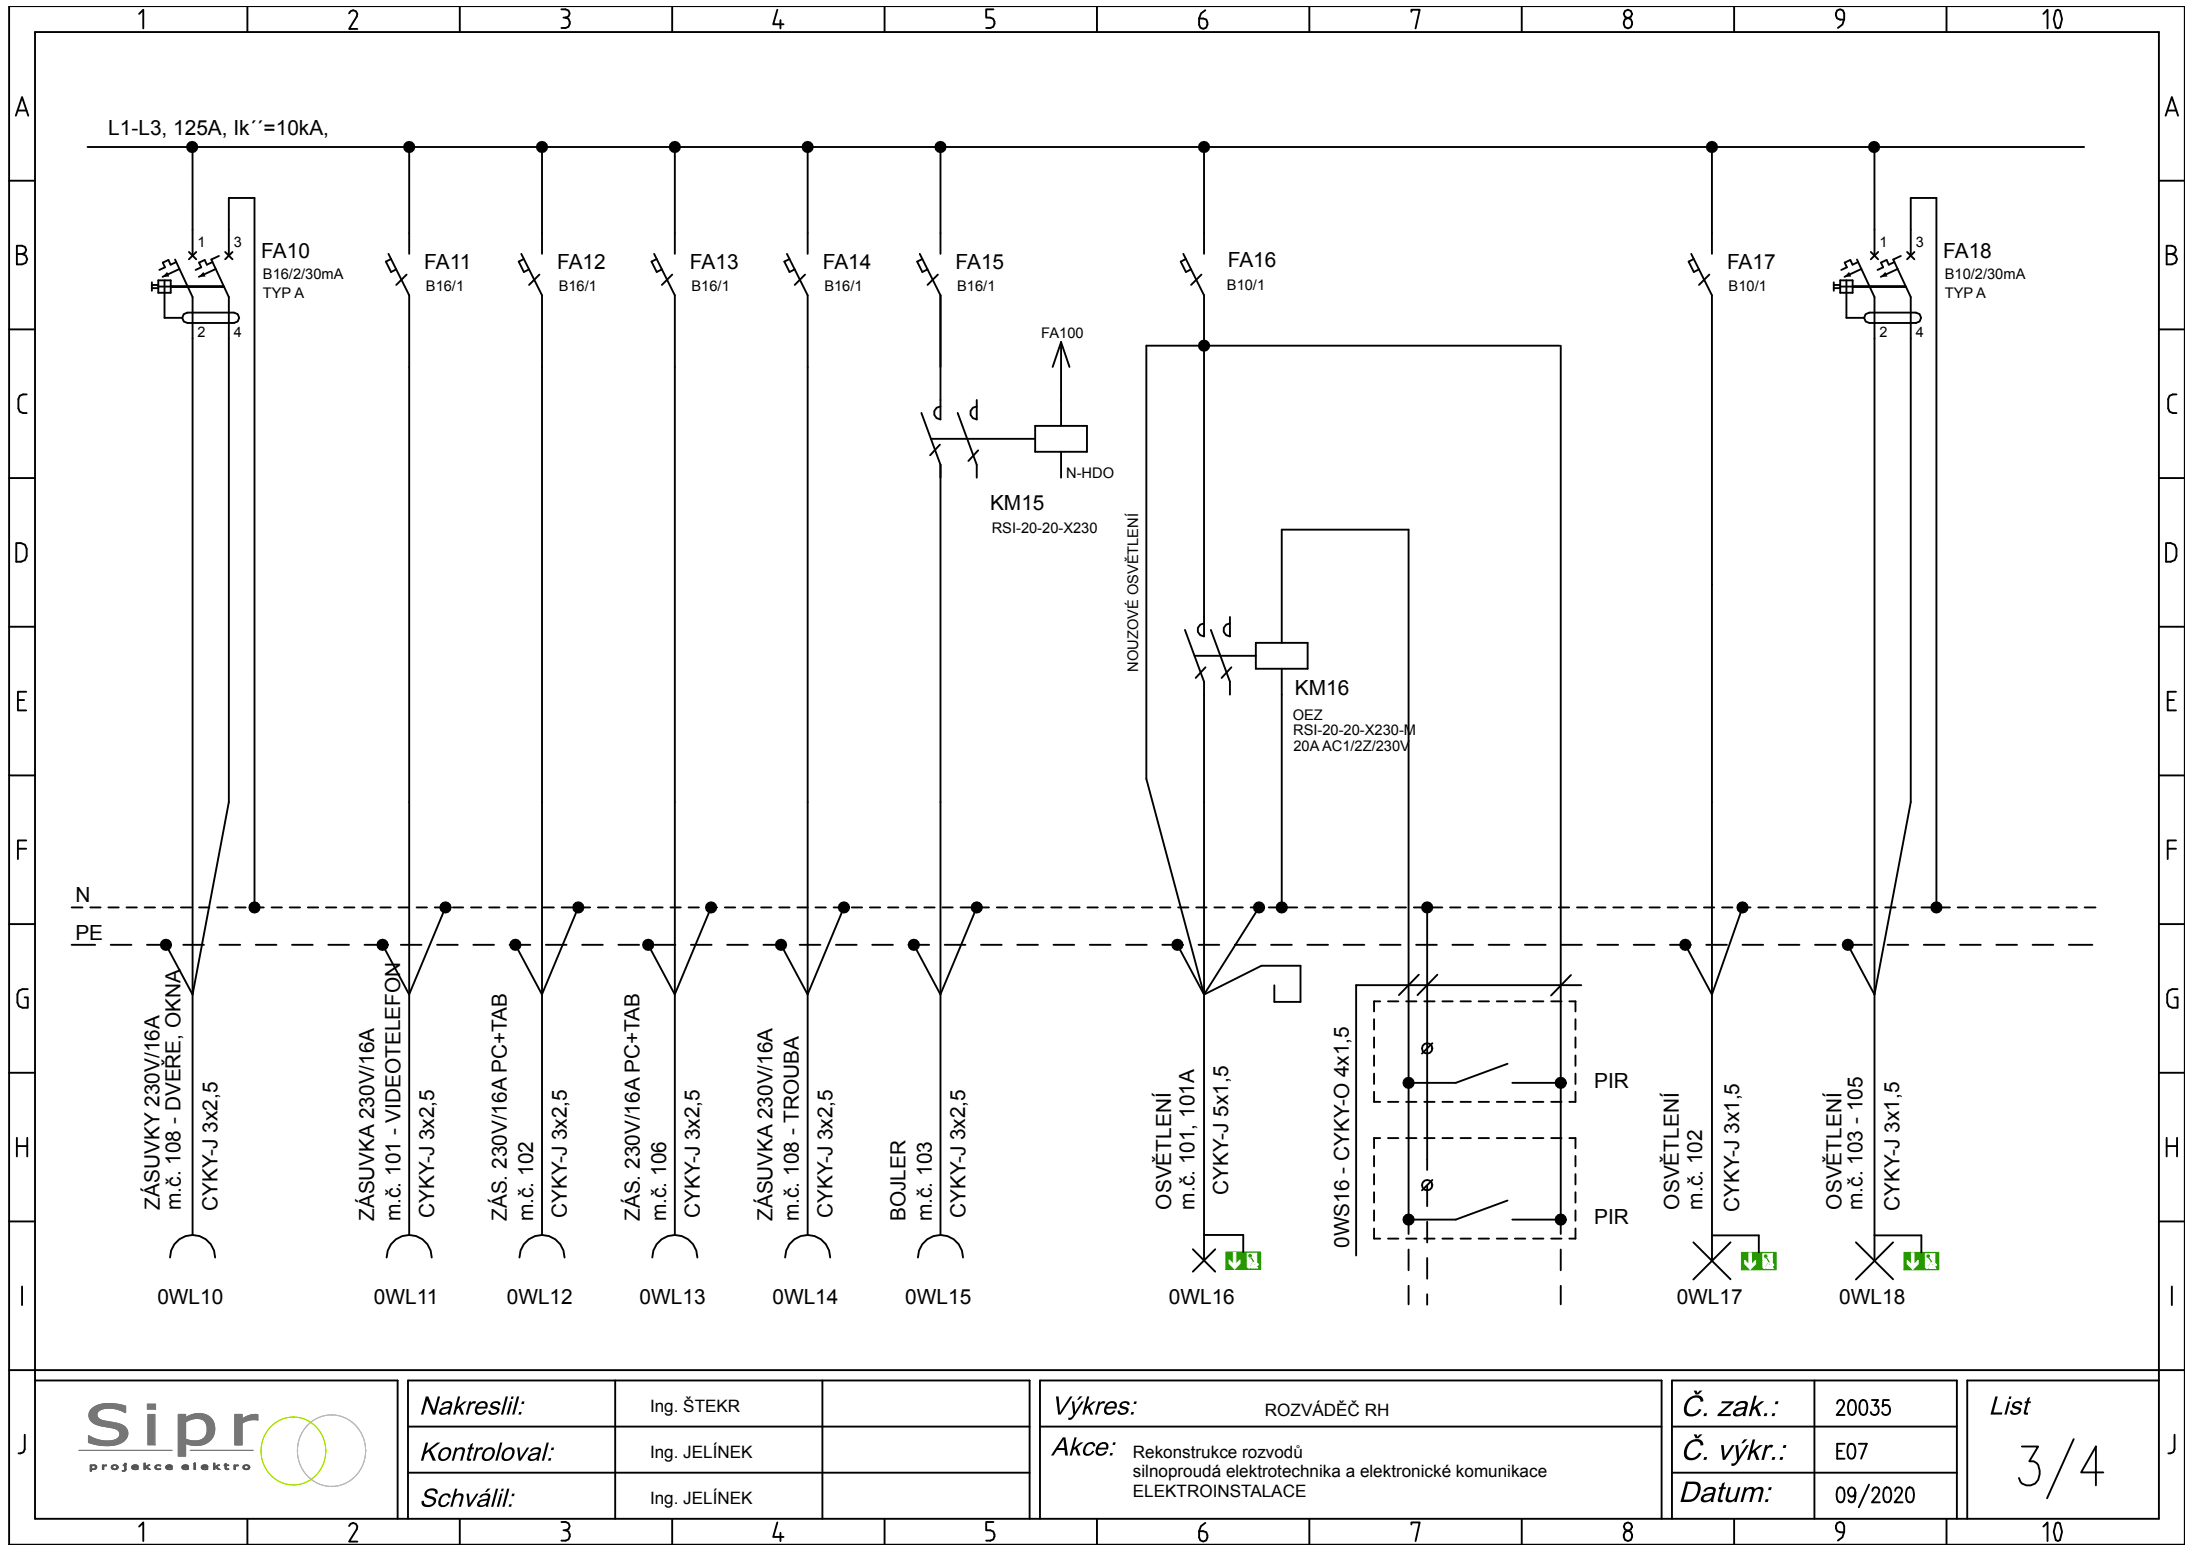 1 2 3 4 5 6 7 8 9 10
A A
L1-L3, 125A, Ik´´=10kA,
B B
1 3
FA10
B16/2/30mA
TYP A
2 4
FA11
B16/1
FA12
B16/1
FA13
B16/1
FA14
B16/1
FA15
B16/1
FA16
B10/1
FA17
B10/1
1 3
FA18
B10/2/30mA
TYP A
2 4
C C
FA100
N-HDO
KM15
RSI-20-20-X230
D D
NOUZOVÉ OSVĚTLENÍ
E E
KM16
OEZ
RSI-20-20-X230-M
20A AC1/2Z/230V
F F
N
PE
G G
ZÁSUVKY 230V/16A
m.č. 108 - DVEŘE, OKNA
CYKY-J 3x2,5
ZÁSUVKA 230V/16A
m.č. 101 - VIDEOTELEFON
CYKY-J 3x2,5
ZÁS. 230V/16A PC+TAB
m.č. 102
CYKY-J 3x2,5
ZÁS. 230V/16A PC+TAB
m.č. 106
CYKY-J 3x2,5
ZÁSUVKA 230V/16A
m.č. 108 - TROUBA
CYKY-J 3x2,5
BOJLER
m.č. 103
CYKY-J 3x2,5
OSVĚTLENÍ
m.č. 101, 101A
CYKY-J 5x1,5
0WS16 - CYKY-O 4x1,5
PIR
PIR
OSVĚTLENÍ
m.č. 102
CYKY-J 3x1,5
OSVĚTLENÍ
m.č. 103 - 105
CYKY-J 3x1,5
H H
I I
0WL10
0WL11
0WL12
0WL13
0WL14
0WL15
0WL16
0WL17
0WL18
J J
Sipro
projekce elektro
Nakreslil: Ing. ŠTEKR
Kontroloval: Ing. JELÍNEK
Schválil: Ing. JELÍNEK
Výkres: ROZVÁDĚČ RH
Akce: Rekonstrukce rozvodů
silnoproudá elektrotechnika a elektronické komunikace
ELEKTROINSTALACE
Č. zak.: 20035
Č. výkr.: E07
Datum: 09/2020
List
3/4
1 2 3 4 5 6 7 8 9 10